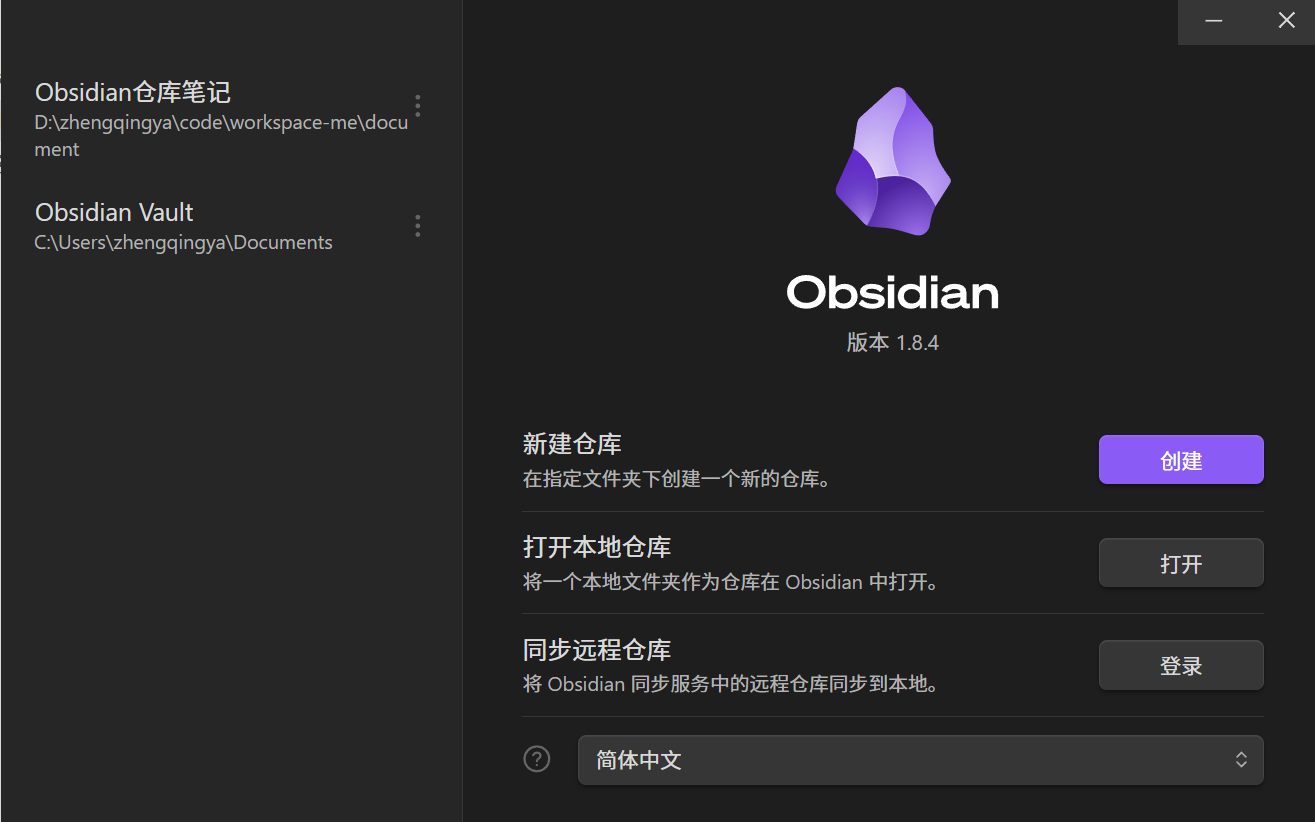 Obsidian仓库笔记
D:\zhengqingya\code\workspace-me\docu
ment
Obsidian Vault
C:\Users\zhengqingya\Documents
Obsidian
版本 1.8.4
新建仓库
在指定文件夹下创建一个新的仓库。
创建
打开本地仓库
将一个本地文件夹作为仓库在 Obsidian 中打开。
打开
同步远程仓库
将 Obsidian 同步服务中的远程仓库同步到本地。
登录
简体中文